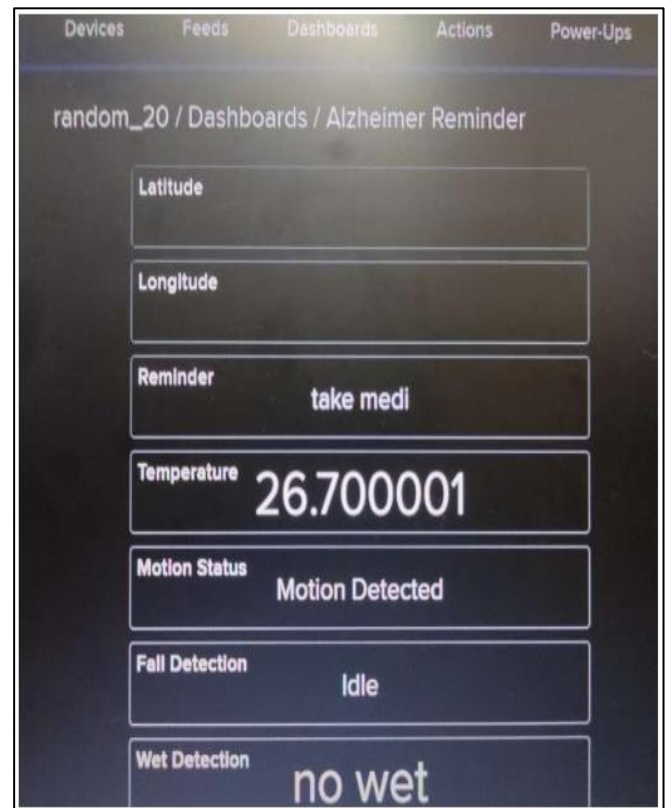 Devices Feeds Dashboards Actions Power-Ups
random_20 / Dashboards / Alzheimer Reminder
Latitude
Longitude
Reminder
take medi
Temperature
26.700001
Motion Status
Motion Detected
Fall Detection
Idle
Wet Detection
no wet